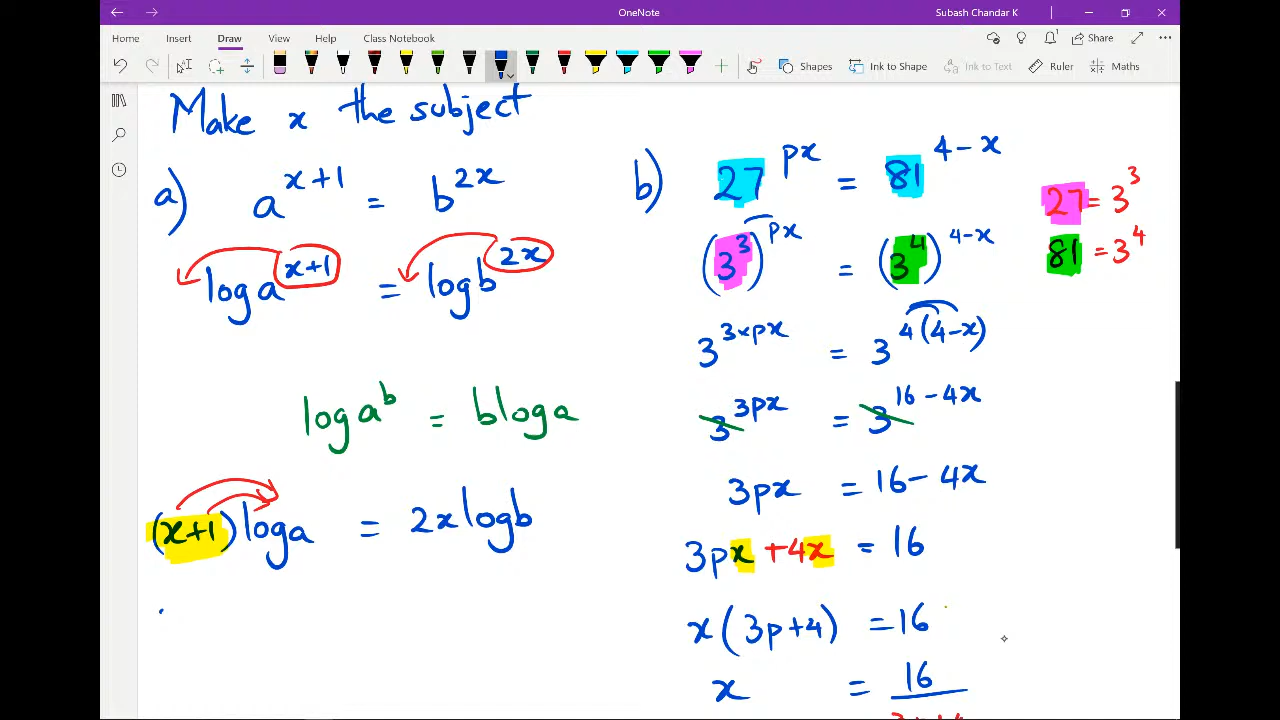 OneNote
Subash Chandar K
Home Insert Draw View Help Class Notebook
Share
Shapes Ink to Shape Ink to Text Ruler Maths
Make x the subject
a) a^{x+1} = b^{2x}
log a^{x+1} = log b^{2x}
log a^b = b log a
(x+1) log a = 2x log b
b) 27^{px} = 81^{4-x}
(3^3)^{px} = (3^4)^{4-x}
3^{3×px} = 3^{4(4-x)}
3^{3px} = 3^{16-4x}
3px = 16-4x
3px +4x = 16
x(3p+4) = 16
x = 16
27 = 3^3
81 = 3^4